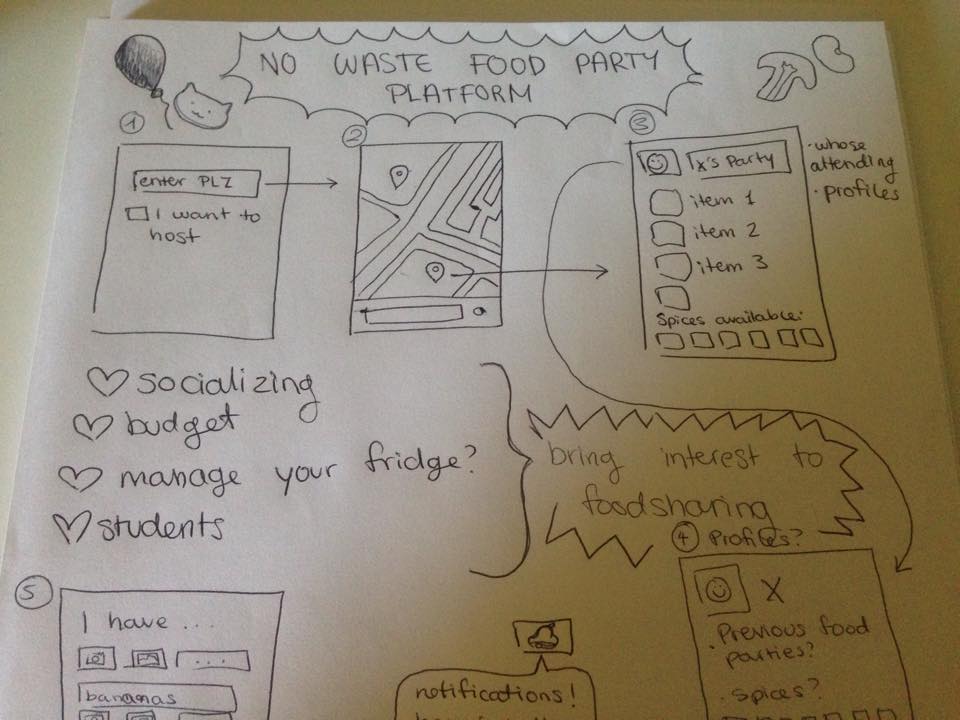 NO WASTE FOOD PARTY
PLATFORM
1
enter PLZ
I want to
host
2
3
X's Party
item 1
item 2
item 3
Spices available:
· whose
attending
· profiles
socializing
budget
manage your fridge?
students
bring interest to
foodsharing
4 Profiles?
X
· Previous food
parties?
· Spices?
5
I have ...
...
bananas
notifications!